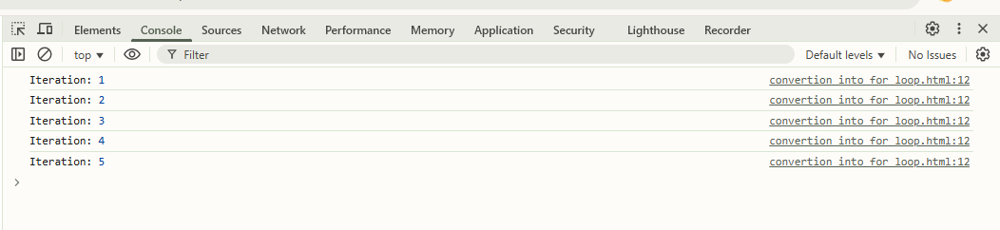 Elements Console Sources Network Performance Memory Application Security Lighthouse Recorder
top Filter Default levels No Issues
Iteration: 1 convertion into for loop.html:12
Iteration: 2 convertion into for loop.html:12
Iteration: 3 convertion into for loop.html:12
Iteration: 4 convertion into for loop.html:12
Iteration: 5 convertion into for loop.html:12